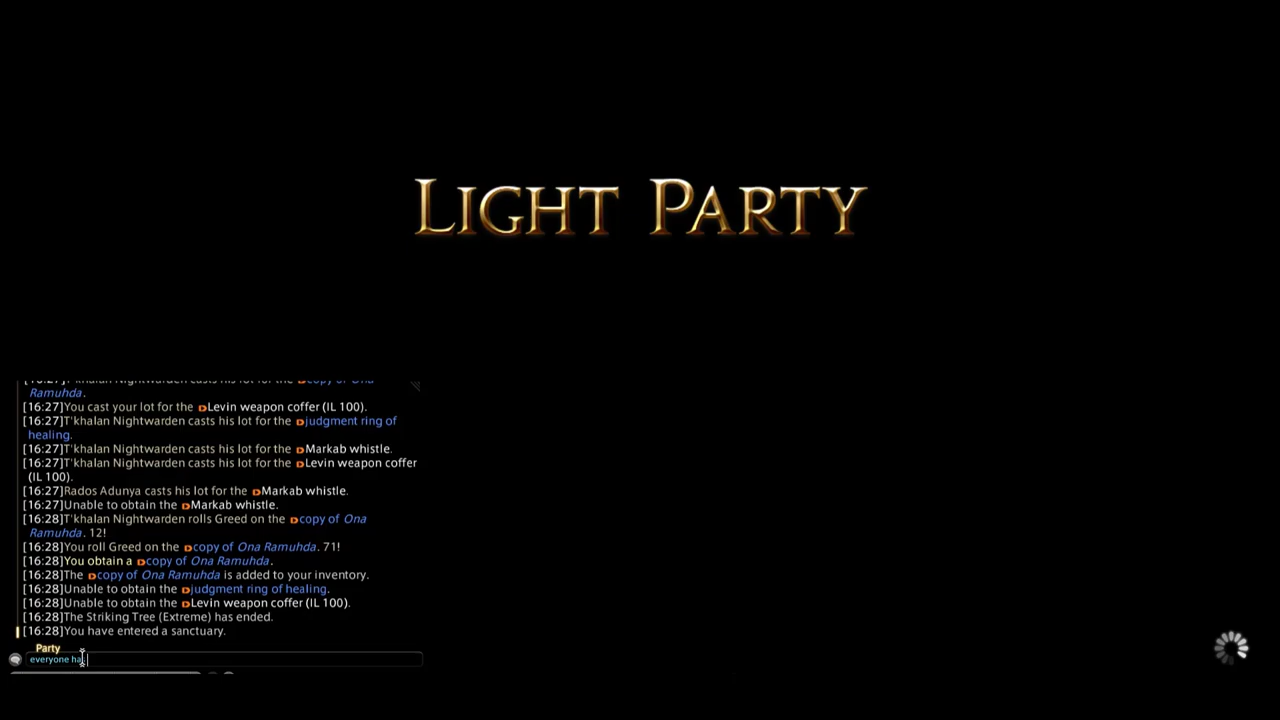 LIGHT PARTY
Ramuhda.
[16:27]You cast your lot for the Levin weapon coffer (IL 100).
[16:27]T'khalan Nightwarden casts his lot for the judgment ring of
healing.
[16:27]T'khalan Nightwarden casts his lot for the Markab whistle.
[16:27]T'khalan Nightwarden casts his lot for the Levin weapon coffer
(IL 100).
[16:27]Rados Adunya casts his lot for the Markab whistle.
[16:27]Unable to obtain the Markab whistle.
[16:28]T'khalan Nightwarden rolls Greed on the copy of Ona
Ramuhda. 12!
[16:28]You roll Greed on the copy of Ona Ramuhda. 71!
[16:28]You obtain a copy of Ona Ramuhda.
[16:28]The copy of Ona Ramuhda is added to your inventory.
[16:28]Unable to obtain the judgment ring of healing.
[16:28]Unable to obtain the Levin weapon coffer (IL 100).
[16:28]The Striking Tree (Extreme) has ended.
[16:28]You have entered a sanctuary.
Party
everyone